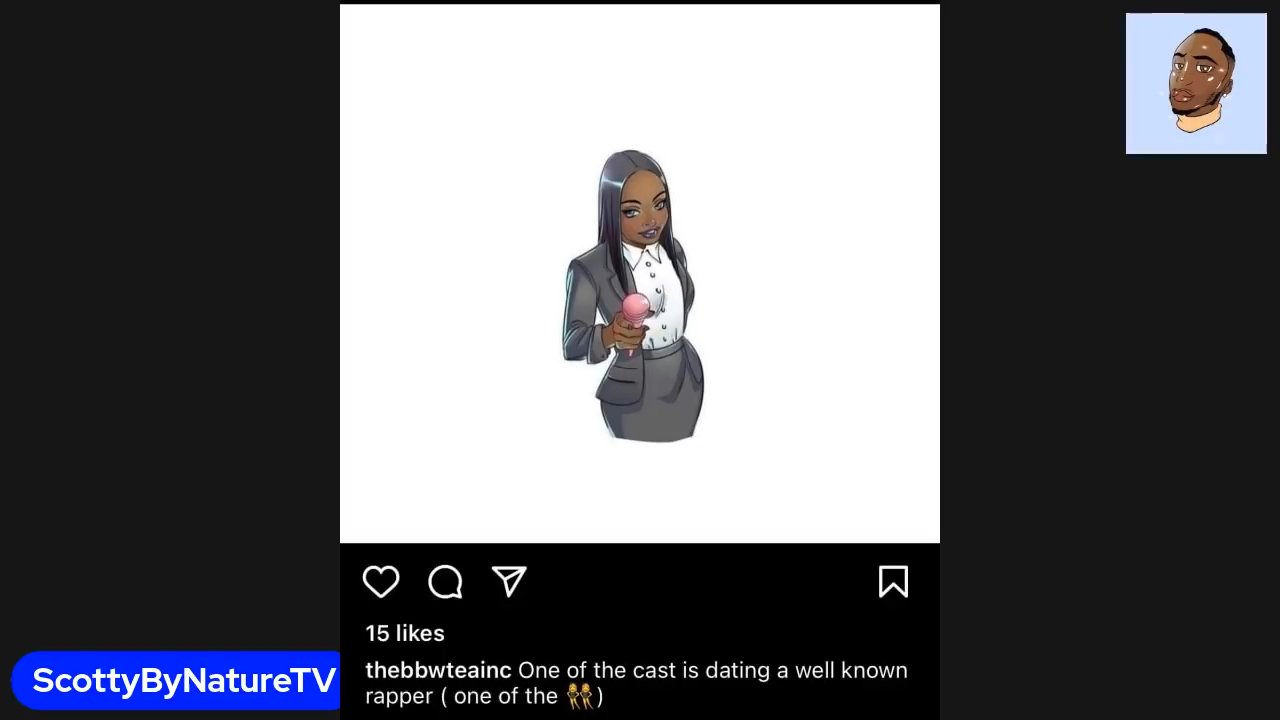 15 likes
thebbwteainc One of the cast is dating a well known
rapper ( one of the 👯)
ScottyByNatureTV